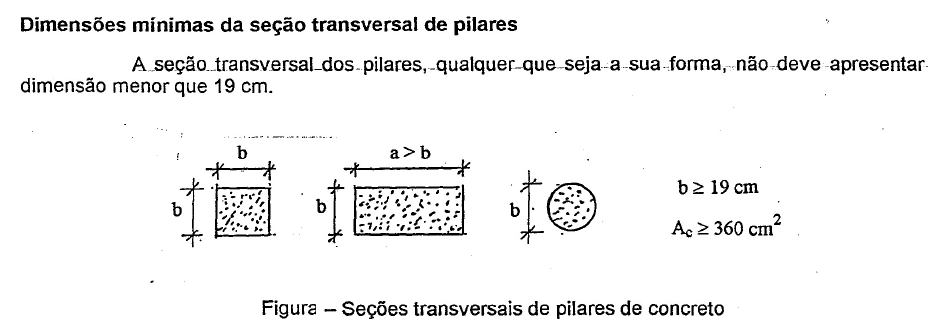 Dimensões mínimas da seção transversal de pilares
A seção transversal dos pilares, qualquer que seja a sua forma, não deve apresentar
dimensão menor que 19 cm.
b
a > b
b
b
b
b ≥ 19 cm
Ac ≥ 360 cm²
Figura – Seções transversais de pilares de concreto